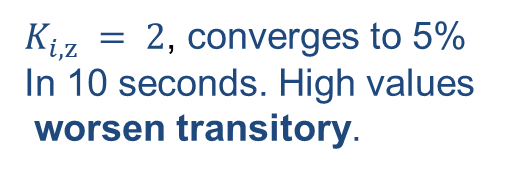 K_{i,z} = 2, converges to 5%
In 10 seconds. High values
worsen transitory.